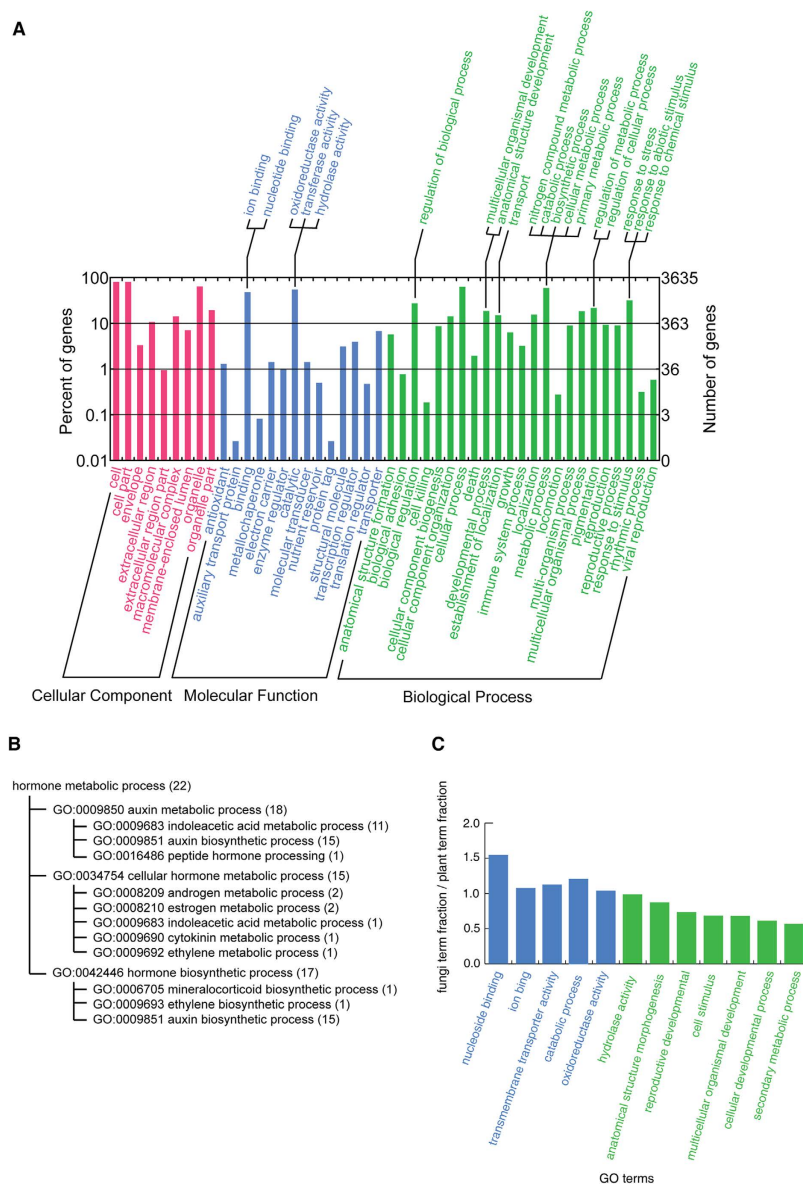 A
ion binding
nucleotide binding
oxidoreductase activity
transferase activity
hydrolase activity
regulation of biological process
multicellular organismal development
anatomical structure development
transport
nitrogen compound metabolic process
catabolic process
biosynthetic process
cellular metabolic process
primary metabolic process
regulation of metabolic process
regulation of cellular process
response to stress
response to abiotic stimulus
response to chemical stimulus
Percent of genes
100
10
1
0.1
0.01
3635
363
36
3
0
Number of genes
cell
cell part
envelope
extracellular region
extracellular region part
macromolecular complex
membrane-enclosed lumen
organelle
organelle part
antioxidant
auxiliary transport protein
binding
metallochaperone
electron carrier
enzyme regulator
catalytic
molecular transducer
nutrient reservoir
protein tag
structural molecule
transcription regulator
translation regulator
transporter
anatomical structure formation
biological adhesion
biological regulation
cell killing
cellular component biogenesis
cellular component organization
cellular process
death
developmental process
establishment of localization
growth
immune system process
localization
metabolic process
locomotion
multi-organism process
multicellular organismal process
pigmentation
reproduction
reproductive process
response to stimulus
rhythmic process
viral reproduction
Cellular Component
Molecular Function
Biological Process
B
hormone metabolic process (22)
GO:0009850 auxin metabolic process (18)
GO:0009683 indoleacetic acid metabolic process (11)
GO:0009851 auxin biosynthetic process (15)
GO:0016486 peptide hormone processing (1)
GO:0034754 cellular hormone metabolic process (15)
GO:0008209 androgen metabolic process (2)
GO:0008210 estrogen metabolic process (2)
GO:0009683 indoleacetic acid metabolic process (1)
GO:0009690 cytokinin metabolic process (1)
GO:0009692 ethylene metabolic process (1)
GO:0042446 hormone biosynthetic process (17)
GO:0006705 mineralocorticoid biosynthetic process (1)
GO:0009693 ethylene biosynthetic process (1)
GO:0009851 auxin biosynthetic process (15)
C
fungi term fraction / plant term fraction
2.0
1.5
1.0
0.5
0.0
nucleoside binding
ion bing
transmembrane transporter activity
catabolic process
oxidoreductase activity
hydrolase activity
anatomical structure morphogenesis
reproductive developmental
cell stimulus
multicellular organismal development
cellular developmental process
secondary metabolic process
GO terms